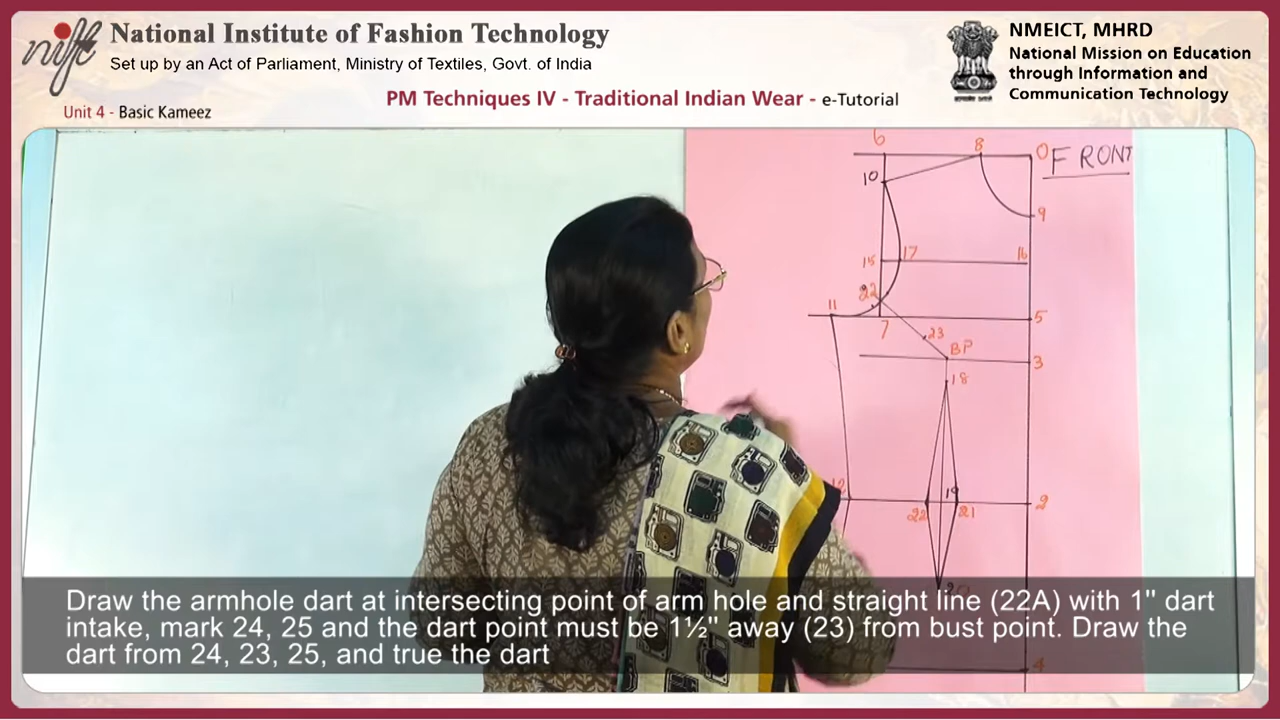 nift
National Institute of Fashion Technology
Set up by an Act of Parliament, Ministry of Textiles, Govt. of India
NMEICT, MHRD
National Mission on Education
through Information and
Communication Technology
Unit 4 - Basic Kameez
PM Techniques IV - Traditional Indian Wear - e-Tutorial
6
8
0
FRONT
10
9
15
17
16
22
11
7
5
23
BP
3
18
12
19
2
22
21
20
4
Draw the armhole dart at intersecting point of arm hole and straight line (22A) with 1" dart
intake, mark 24, 25 and the dart point must be 1½" away (23) from bust point. Draw the
dart from 24, 23, 25, and true the dart